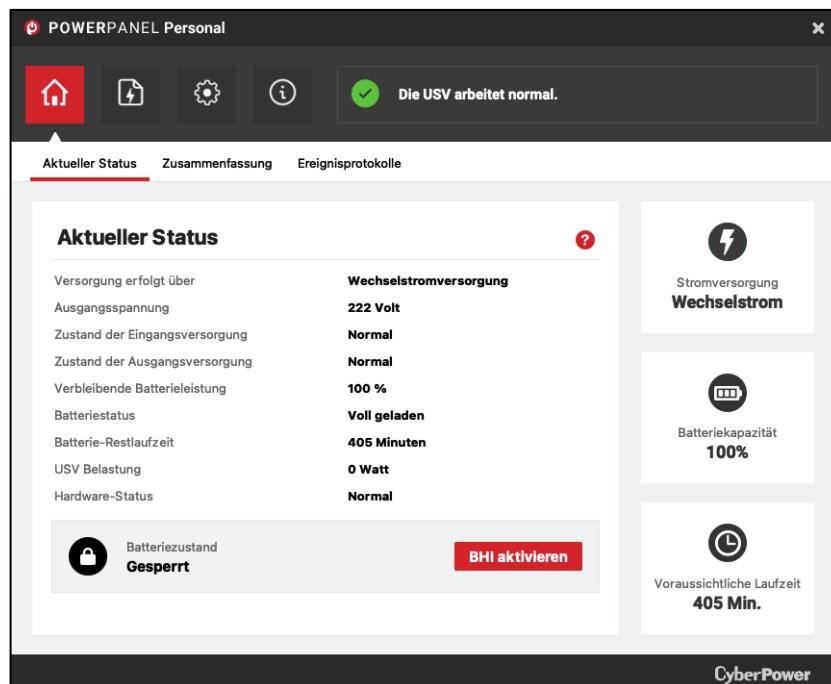 POWERPANEL Personal
Die USV arbeitet normal.
Aktueller Status Zusammenfassung Ereignisprotokolle
Aktueller Status
Versorgung erfolgt über Wechselstromversorgung
Ausgangsspannung 222 Volt
Zustand der Eingangsversorgung Normal
Zustand der Ausgangsversorgung Normal
Verbleibende Batterieleistung 100 %
Batteriestatus Voll geladen
Batterie-Restlaufzeit 405 Minuten
USV Belastung 0 Watt
Hardware-Status Normal
Batteriezustand
Gesperrt
BHI aktivieren
Stromversorgung
Wechselstrom
Batteriekapazität
100%
Voraussichtliche Laufzeit
405 Min.
CyberPower